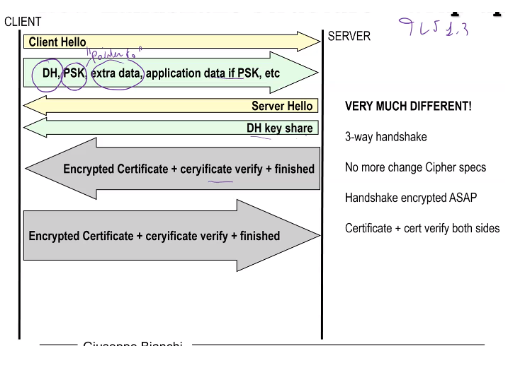 CLIENT
TLS 1.3
SERVER
Client Hello
DH, PSK, extra data, application data if PSK, etc
Server Hello
DH key share
Encrypted Certificate + ceryificate verify + finished
Encrypted Certificate + ceryificate verify + finished
VERY MUCH DIFFERENT!
3-way handshake
No more change Cipher specs
Handshake encrypted ASAP
Certificate + cert verify both sides
Giuseppe Bianchi